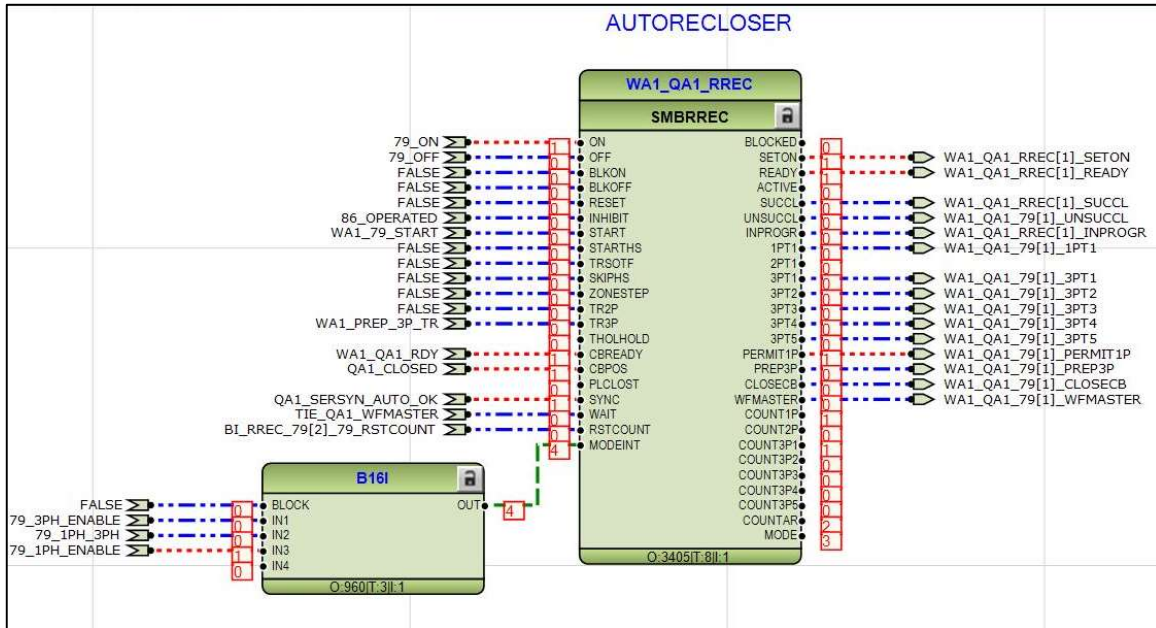 AUTORECLOSER
WA1_QA1_RREC
SMBRREC
79_ON 1 ON BLOCKED 0
79_OFF 0 OFF SETON 1 WA1_QA1_RREC[1]_SETON
FALSE 0 BLKON READY 1 WA1_QA1_RREC[1]_READY
FALSE 0 BLKOFF ACTIVE 0
FALSE 0 RESET SUCCL 0 WA1_QA1_RREC[1]_SUCCL
86_OPERATED 0 INHIBIT UNSUCCL 0 WA1_QA1_79[1]_UNSUCCL
WA1_79_START 0 START INPROGR 0 WA1_QA1_RREC[1]_INPROGR
FALSE 0 STARTHS 1PT1 0 WA1_QA1_79[1]_1PT1
FALSE 0 TRSOTF 2PT1 0
FALSE 0 SKIPHS 3PT1 0 WA1_QA1_79[1]_3PT1
FALSE 0 ZONESTEP 3PT2 0 WA1_QA1_79[1]_3PT2
FALSE 0 TR2P 3PT3 0 WA1_QA1_79[1]_3PT3
WA1_PREP_3P_TR 0 TR3P 3PT4 0 WA1_QA1_79[1]_3PT4
0 THOLHOLD 3PT5 0 WA1_QA1_79[1]_3PT5
WA1_QA1_RDY 1 CBREADY PERMIT1P 1 WA1_QA1_79[1]_PERMIT1P
QA1_CLOSED 1 CBPOS PREP3P 0 WA1_QA1_79[1]_PREP3P
0 PLCLOST CLOSECB 0 WA1_QA1_79[1]_CLOSECB
QA1_SERSYN_AUTO_OK 1 SYNC WFMASTER 0 WA1_QA1_79[1]_WFMASTER
TIE_QA1_WFMASTER 0 WAIT COUNT1P 1
BI_RREC_79[2]_79_RSTCOUNT 0 RSTCOUNT COUNT2P 0
4 MODEINT COUNT3P1 1
COUNT3P2 0
COUNT3P3 0
COUNT3P4 0
COUNT3P5 0
COUNTAR 2
MODE 3
O:3405|T:8|I:1
B16I
FALSE 0 BLOCK OUT 4
79_3PH_ENABLE 0 IN1
79_1PH_3PH 0 IN2
79_1PH_ENABLE 1 IN3
0 IN4
O:960|T:3|I:1